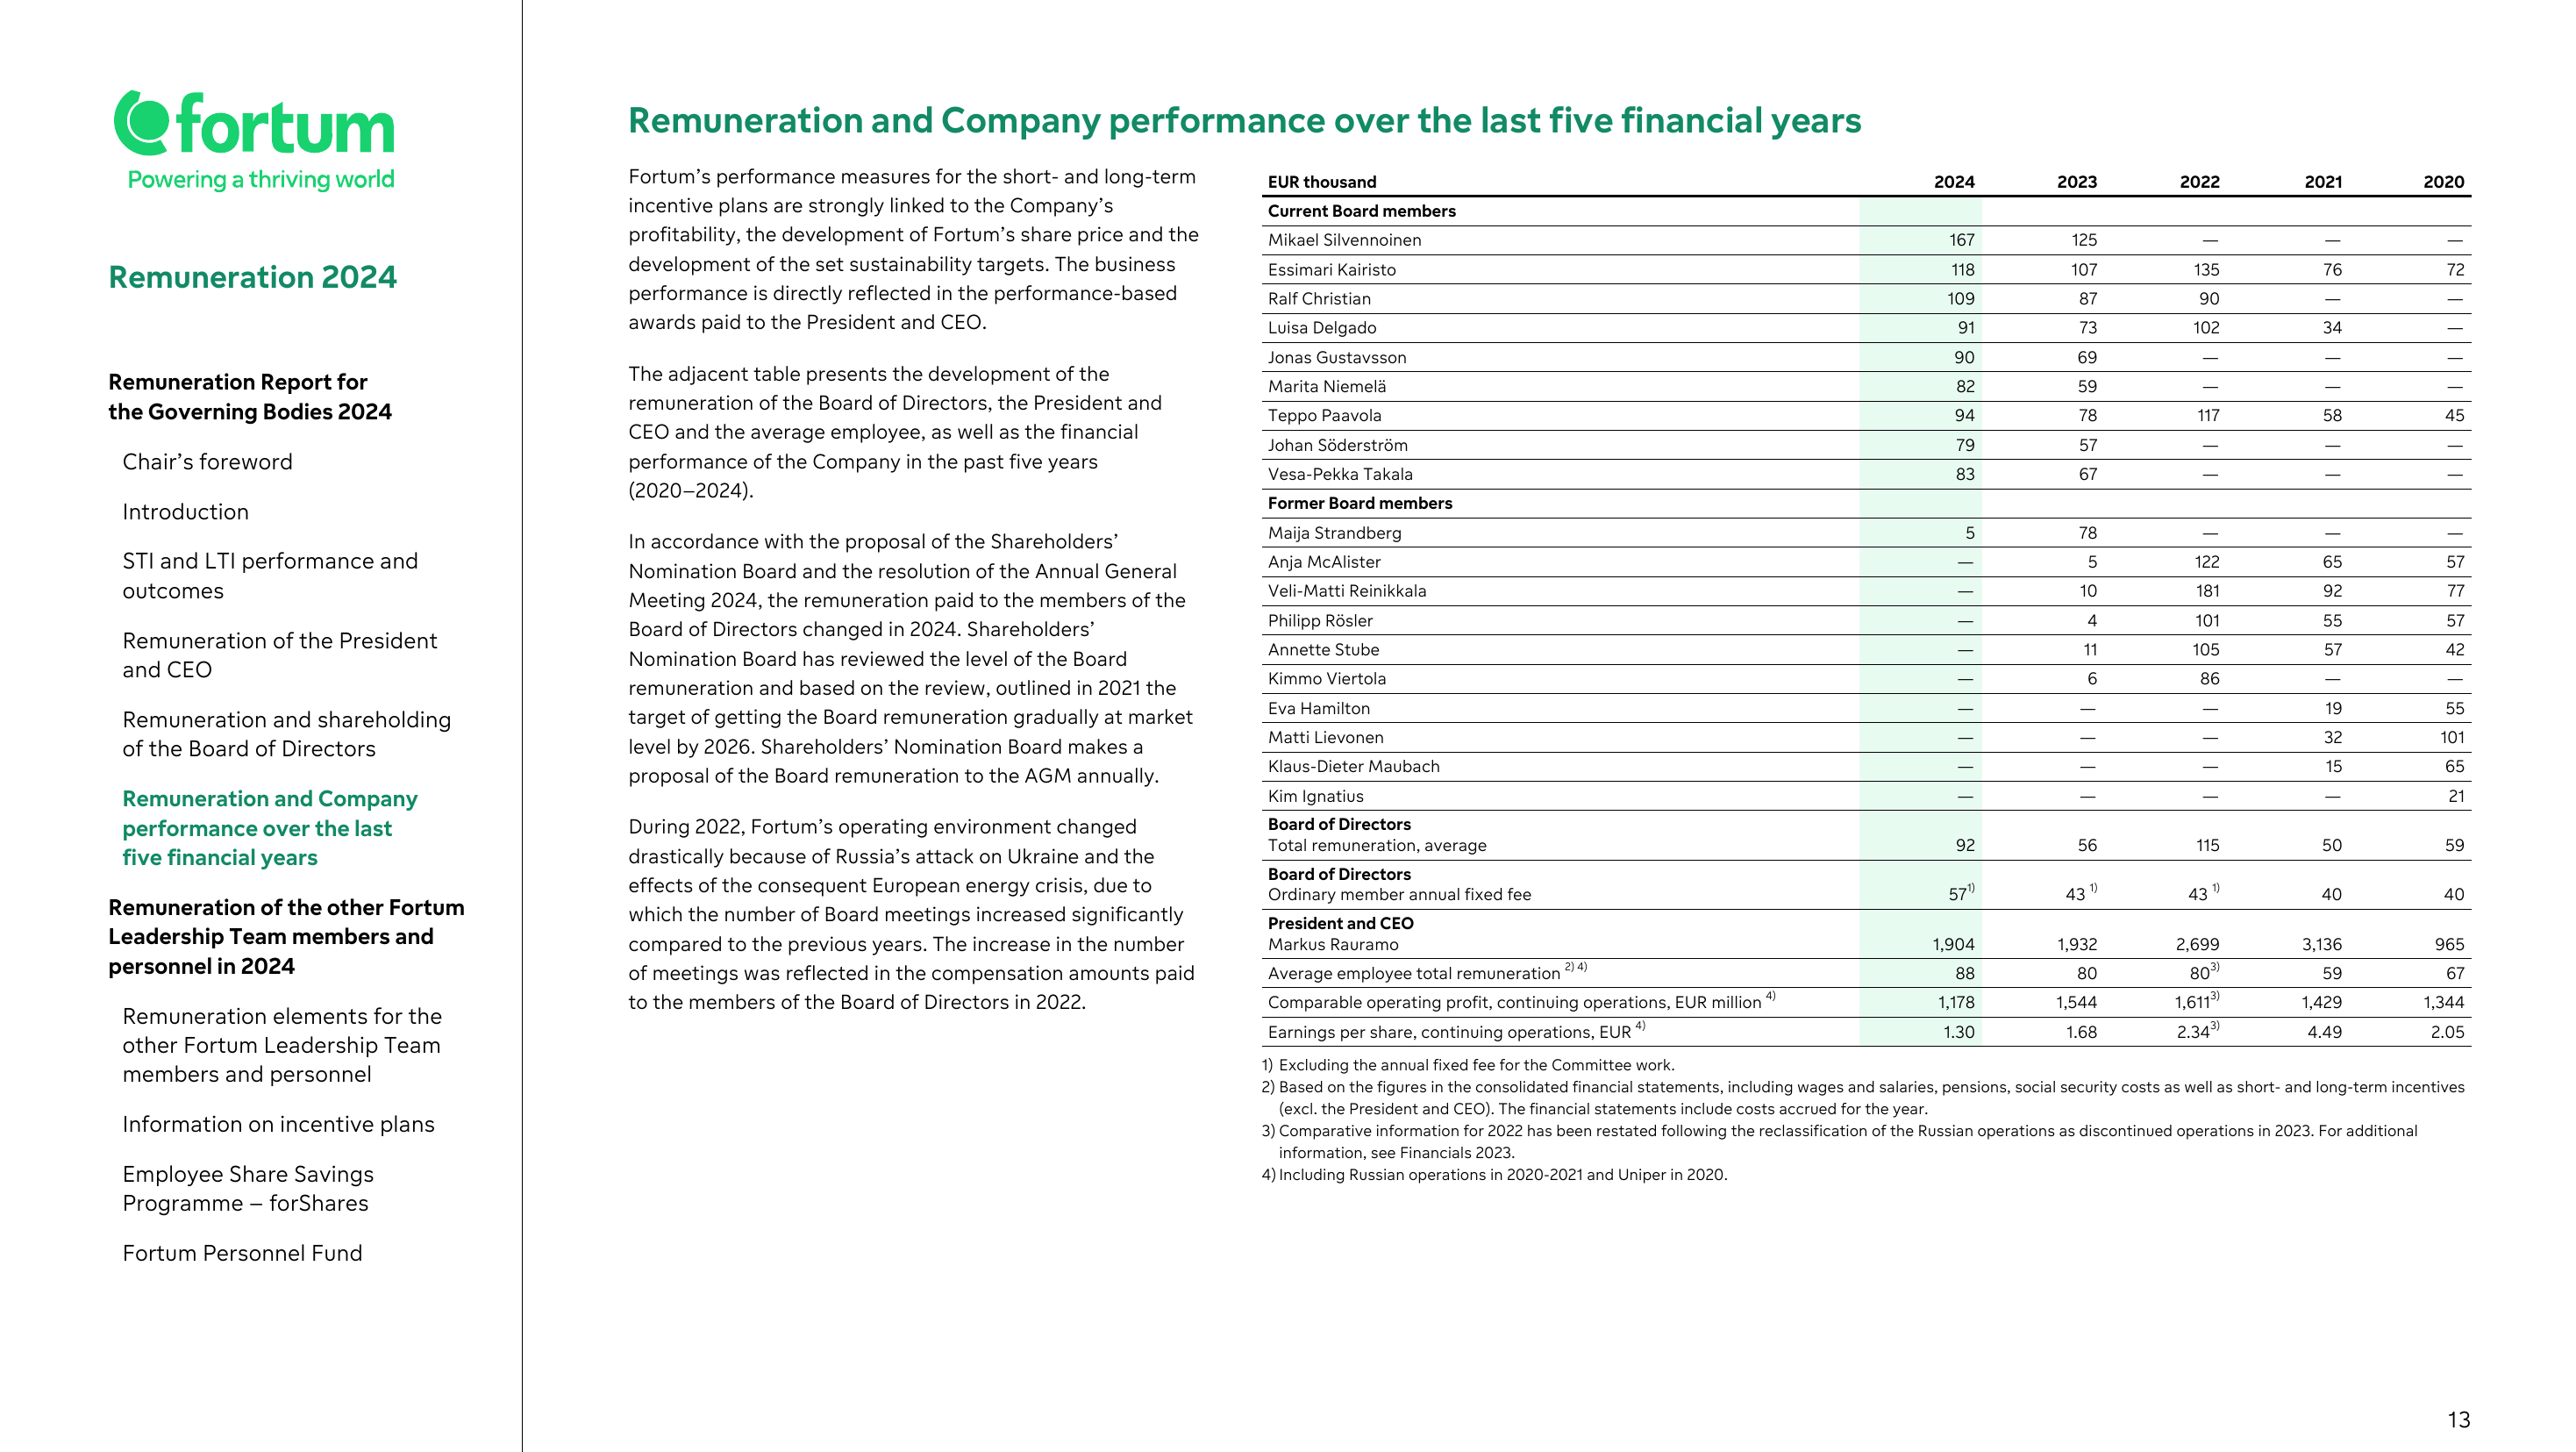 fortum
Powering a thriving world
Remuneration 2024
Remuneration Report for
the Governing Bodies 2024
Chair’s foreword
Introduction
STI and LTI performance and
outcomes
Remuneration of the President
and CEO
Remuneration and shareholding
of the Board of Directors
Remuneration and Company
performance over the last
five financial years
Remuneration of the other Fortum
Leadership Team members and
personnel in 2024
Remuneration elements for the
other Fortum Leadership Team
members and personnel
Information on incentive plans
Employee Share Savings
Programme – forShares
Fortum Personnel Fund
Remuneration and Company performance over the last five financial years
Fortum’s performance measures for the short- and long-term
incentive plans are strongly linked to the Company’s
profitability, the development of Fortum’s share price and the
development of the set sustainability targets. The business
performance is directly reflected in the performance-based
awards paid to the President and CEO.
The adjacent table presents the development of the
remuneration of the Board of Directors, the President and
CEO and the average employee, as well as the financial
performance of the Company in the past five years
(2020–2024).
In accordance with the proposal of the Shareholders’
Nomination Board and the resolution of the Annual General
Meeting 2024, the remuneration paid to the members of the
Board of Directors changed in 2024. Shareholders’
Nomination Board has reviewed the level of the Board
remuneration and based on the review, outlined in 2021 the
target of getting the Board remuneration gradually at market
level by 2026. Shareholders’ Nomination Board makes a
proposal of the Board remuneration to the AGM annually.
During 2022, Fortum’s operating environment changed
drastically because of Russia’s attack on Ukraine and the
effects of the consequent European energy crisis, due to
which the number of Board meetings increased significantly
compared to the previous years. The increase in the number
of meetings was reflected in the compensation amounts paid
to the members of the Board of Directors in 2022.
EUR thousand 2024 2023 2022 2021 2020
Current Board members
Mikael Silvennoinen 167 125 — — —
Essimari Kairisto 118 107 135 76 72
Ralf Christian 109 87 90 — —
Luisa Delgado 91 73 102 34 —
Jonas Gustavsson 90 69 — — —
Marita Niemelä 82 59 — — —
Teppo Paavola 94 78 117 58 45
Johan Söderström 79 57 — — —
Vesa-Pekka Takala 83 67 — — —
Former Board members
Maija Strandberg 5 78 — — —
Anja McAlister — 5 122 65 57
Veli-Matti Reinikkala — 10 181 92 77
Philipp Rösler — 4 101 55 57
Annette Stube — 11 105 57 42
Kimmo Viertola — 6 86 — —
Eva Hamilton — — — 19 55
Matti Lievonen — — — 32 101
Klaus-Dieter Maubach — — — 15 65
Kim Ignatius — — — — 21
Board of Directors
Total remuneration, average 92 56 115 50 59
Board of Directors
Ordinary member annual fixed fee 57 1) 43 1) 43 1) 40 40
President and CEO
Markus Rauramo 1,904 1,932 2,699 3,136 965
Average employee total remuneration 2) 4) 88 80 80 3) 59 67
Comparable operating profit, continuing operations, EUR million 4) 1,178 1,544 1,611 3) 1,429 1,344
Earnings per share, continuing operations, EUR 4) 1.30 1.68 2.34 3) 4.49 2.05
1) Excluding the annual fixed fee for the Committee work.
2) Based on the figures in the consolidated financial statements, including wages and salaries, pensions, social security costs as well as short- and long-term incentives
(excl. the President and CEO). The financial statements include costs accrued for the year.
3) Comparative information for 2022 has been restated following the reclassification of the Russian operations as discontinued operations in 2023. For additional
information, see Financials 2023.
4) Including Russian operations in 2020-2021 and Uniper in 2020.
13